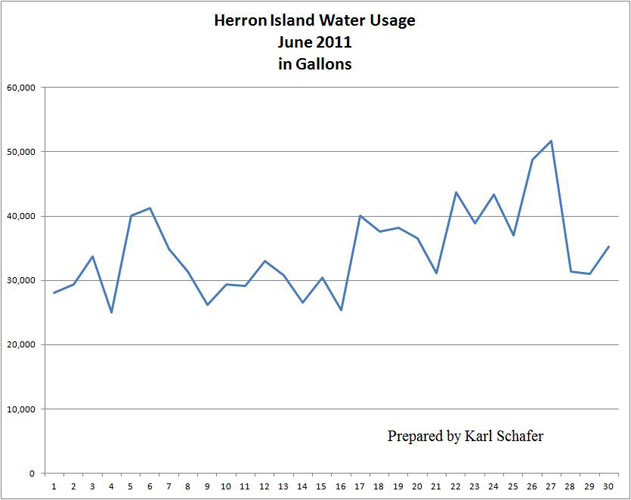 Herron Island Water Usage
June 2011
in Gallons
60,000
50,000
40,000
30,000
20,000
10,000
0
Prepared by Karl Schafer
1 2 3 4 5 6 7 8 9 10 11 12 13 14 15 16 17 18 19 20 21 22 23 24 25 26 27 28 29 30